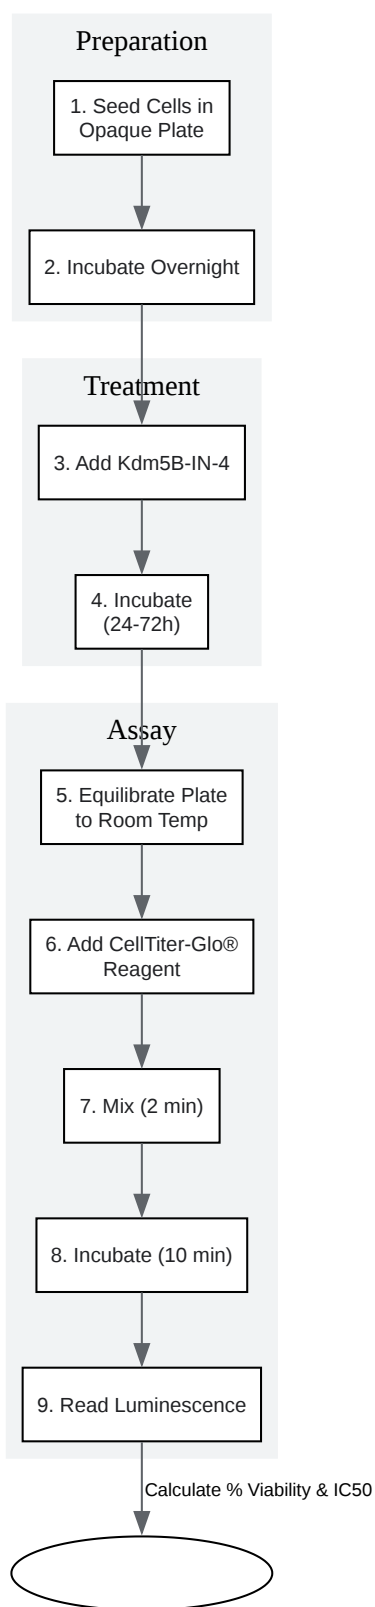 Preparation
1. Seed Cells in
Opaque Plate
2. Incubate Overnight
Treatment
3. Add Kdm5B-IN-4
4. Incubate
(24-72h)
Assay
5. Equilibrate Plate
to Room Temp
6. Add CellTiter-Glo®
Reagent
7. Mix (2 min)
8. Incubate (10 min)
9. Read Luminescence
Calculate % Viability & IC50